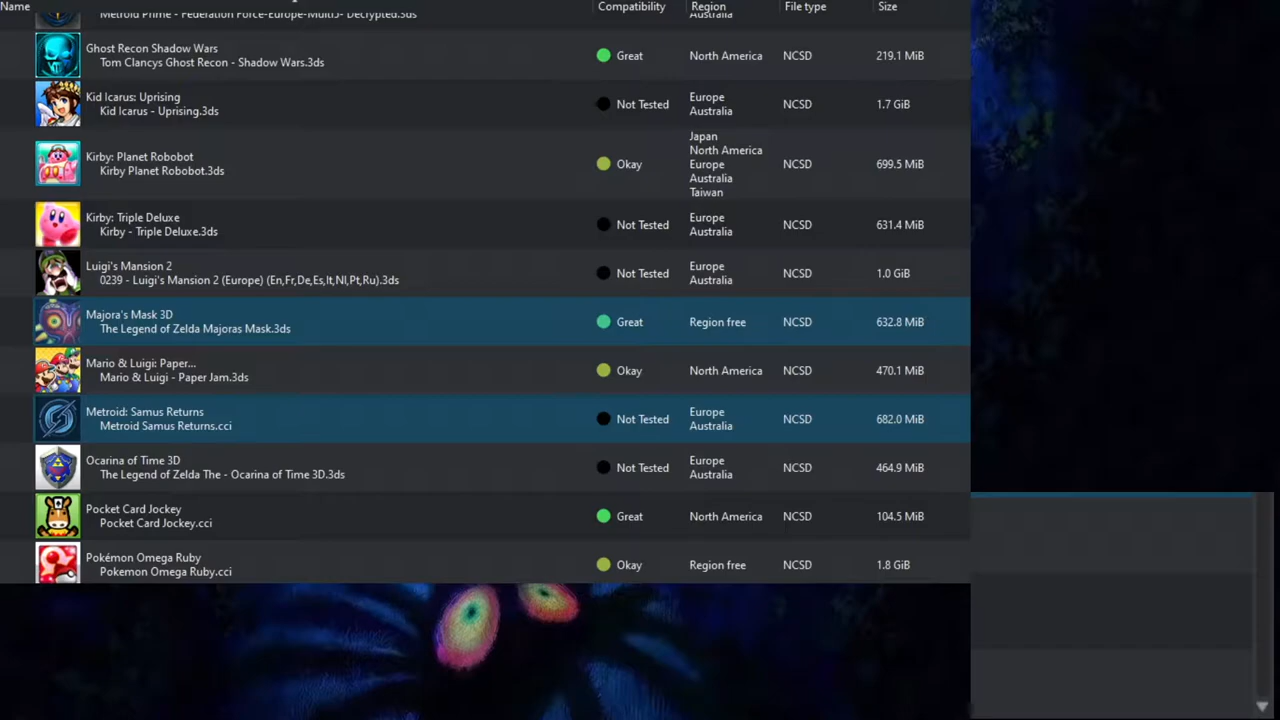 Name Compatibility Region File type Size
Metroid Prime - Federation Force-Europe-Multi5- Decrypted.3ds Australia
Ghost Recon Shadow Wars
Tom Clancys Ghost Recon - Shadow Wars.3ds
Great North America NCSD 219.1 MiB
Kid Icarus: Uprising
Kid Icarus - Uprising.3ds
Not Tested Europe NCSD 1.7 GiB
Australia
Kirby: Planet Robobot
Kirby Planet Robobot.3ds
Japan
North America
Okay Europe NCSD 699.5 MiB
Australia
Taiwan
Kirby: Triple Deluxe
Kirby - Triple Deluxe.3ds
Not Tested Europe NCSD 631.4 MiB
Australia
Luigi's Mansion 2
0239 - Luigi's Mansion 2 (Europe) (En,Fr,De,Es,It,Nl,Pt,Ru).3ds
Not Tested Europe NCSD 1.0 GiB
Australia
Majora's Mask 3D
The Legend of Zelda Majoras Mask.3ds
Great Region free NCSD 632.8 MiB
Mario & Luigi: Paper...
Mario & Luigi - Paper Jam.3ds
Okay North America NCSD 470.1 MiB
Metroid: Samus Returns
Metroid Samus Returns.cci
Not Tested Europe NCSD 682.0 MiB
Australia
Ocarina of Time 3D
The Legend of Zelda The - Ocarina of Time 3D.3ds
Not Tested Europe NCSD 464.9 MiB
Australia
Pocket Card Jockey
Pocket Card Jockey.cci
Great North America NCSD 104.5 MiB
Pokémon Omega Ruby
Pokemon Omega Ruby.cci
Okay Region free NCSD 1.8 GiB